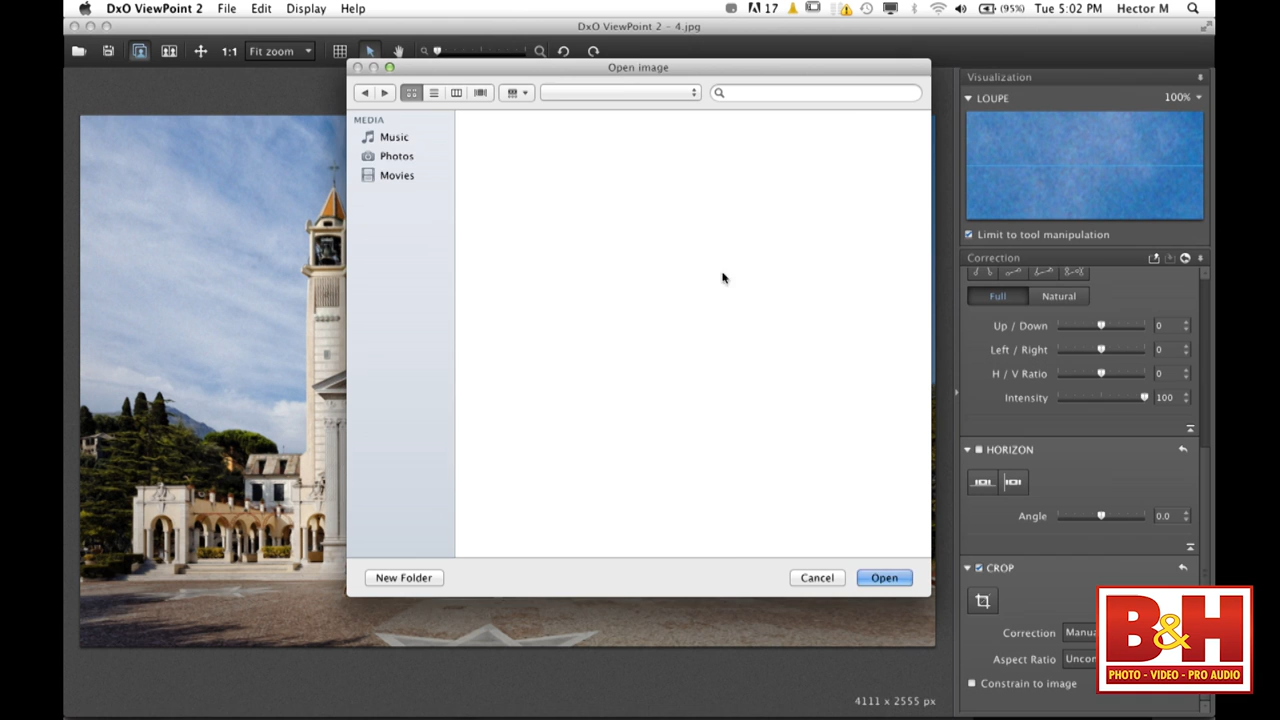 DxO ViewPoint 2 File Edit Display Help 17 (95%) Tue 5:02 PM Hector M
DxO ViewPoint 2 - 4.jpg
1:1 Fit zoom
Open image
MEDIA
Music
Photos
Movies
New Folder Cancel Open
Visualization
LOUPE 100%
Limit to tool manipulation
Correction
Full Natural
Up / Down 0
Left / Right 0
H / V Ratio 0
Intensity 100
HORIZON
Angle 0.0
CROP
Correction Manua
Aspect Ratio Uncon
Constrain to image
4111 x 2555 px
B&H
PHOTO - VIDEO - PRO AUDIO